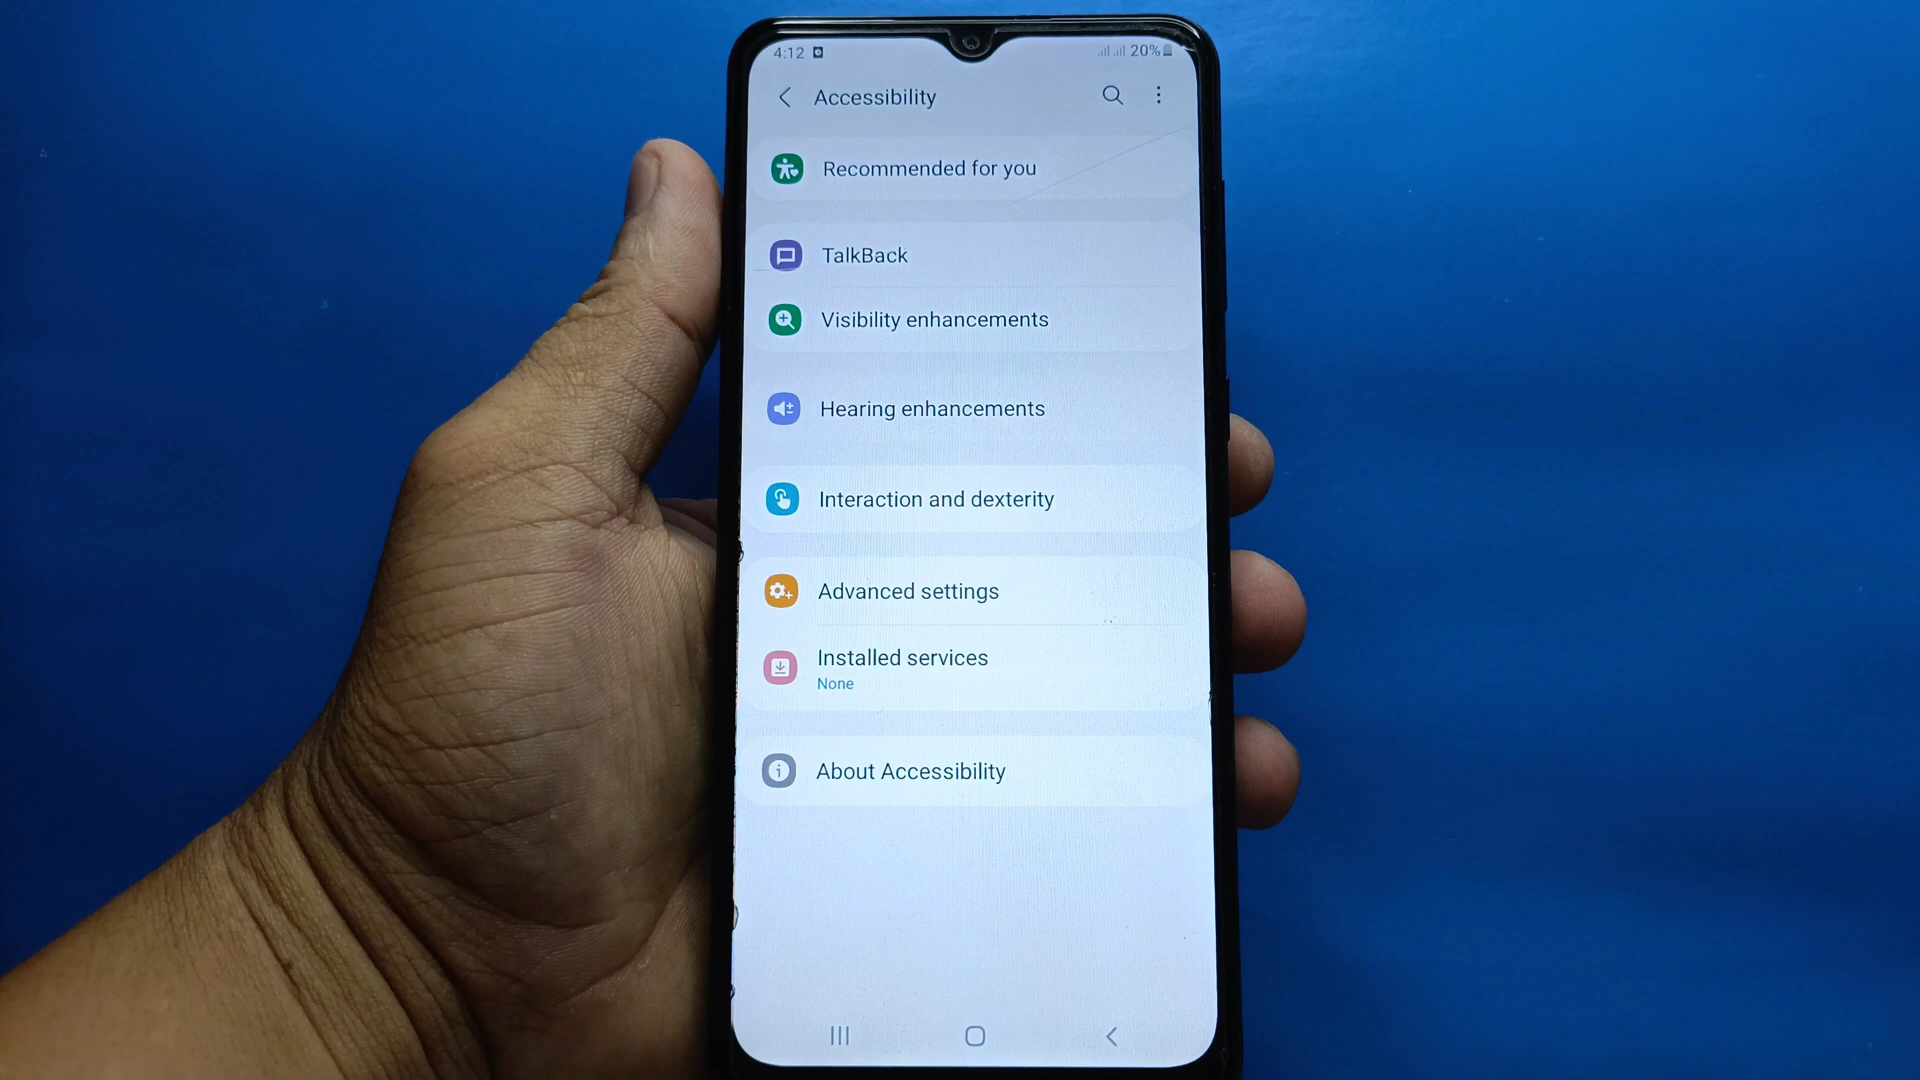 4:12 20%
Accessibility
Recommended for you
TalkBack
Visibility enhancements
Hearing enhancements
Interaction and dexterity
Advanced settings
Installed services
None
About Accessibility